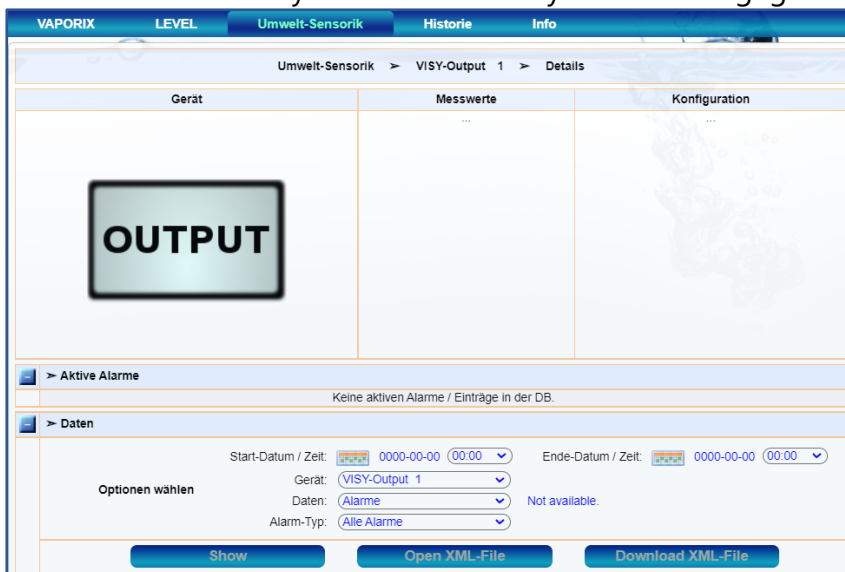 VAPORIX LEVEL Umwelt-Sensorik Historie Info
Umwelt-Sensorik ➢ VISY-Output 1 ➢ Details
Gerät Messwerte Konfiguration
... ...
OUTPUT
- ➢ Aktive Alarme
Keine aktiven Alarme / Einträge in der DB.
- ➢ Daten
Start-Datum / Zeit: 0000-00-00 00:00 Ende-Datum / Zeit: 0000-00-00 00:00
Optionen wählen
Gerät: VISY-Output 1
Daten: Alarme Not available.
Alarm-Typ: Alle Alarme
Show Open XML-File Download XML-File